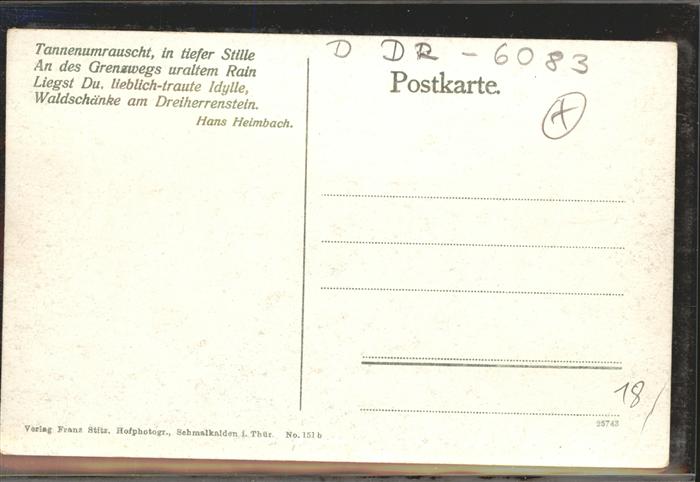 Tannenumrauscht, in tiefer Stille
An des Grenzwegs uraltem Rain
Liegst Du, lieblich-traute Idylle,
Waldschänke am Dreiherrenstein.
Hans Heimbach.
D DDR - 6083
Postkarte.
18,
Verlag Franz Stitz, Hofphotogr., Schmalkalden i. Thür. No. 151 b
25743